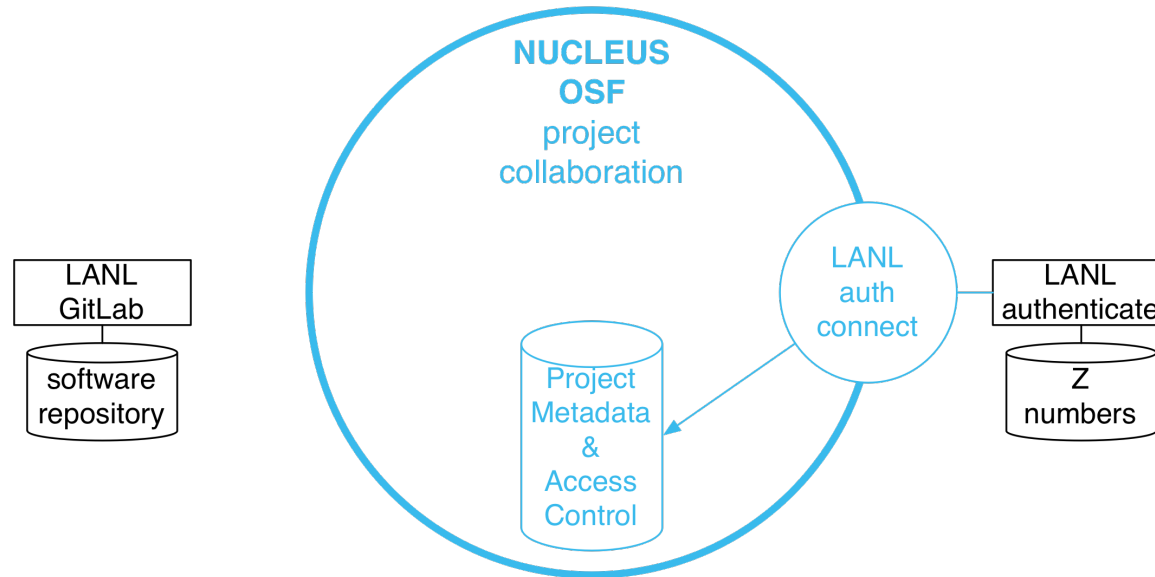 NUCLEUS
OSF
project
collaboration
LANL
GitLab
software
repository
Project
Metadata
&
Access
Control
LANL
auth
connect
LANL
authenticate
Z
numbers